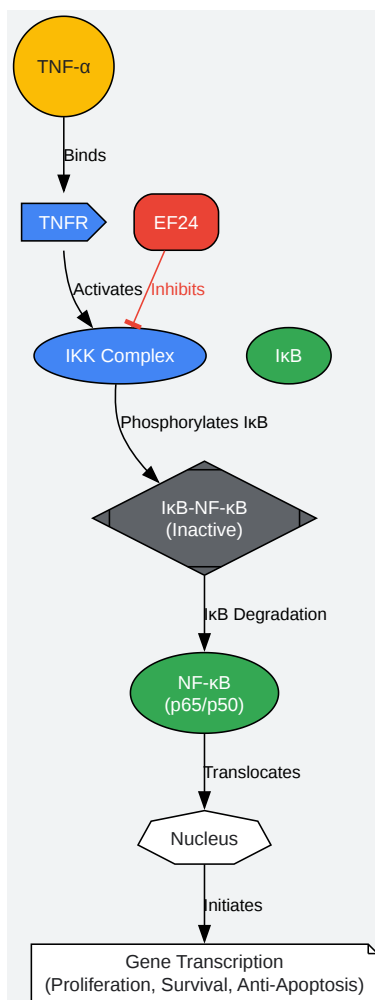 TNF-α
Binds
TNFR
EF24
Activates
Inhibits
IKK Complex
IκB
Phosphorylates IκB
IκB-NF-κB
(Inactive)
IκB Degradation
NF-κB
(p65/p50)
Translocates
Nucleus
Initiates
Gene Transcription
(Proliferation, Survival, Anti-Apoptosis)